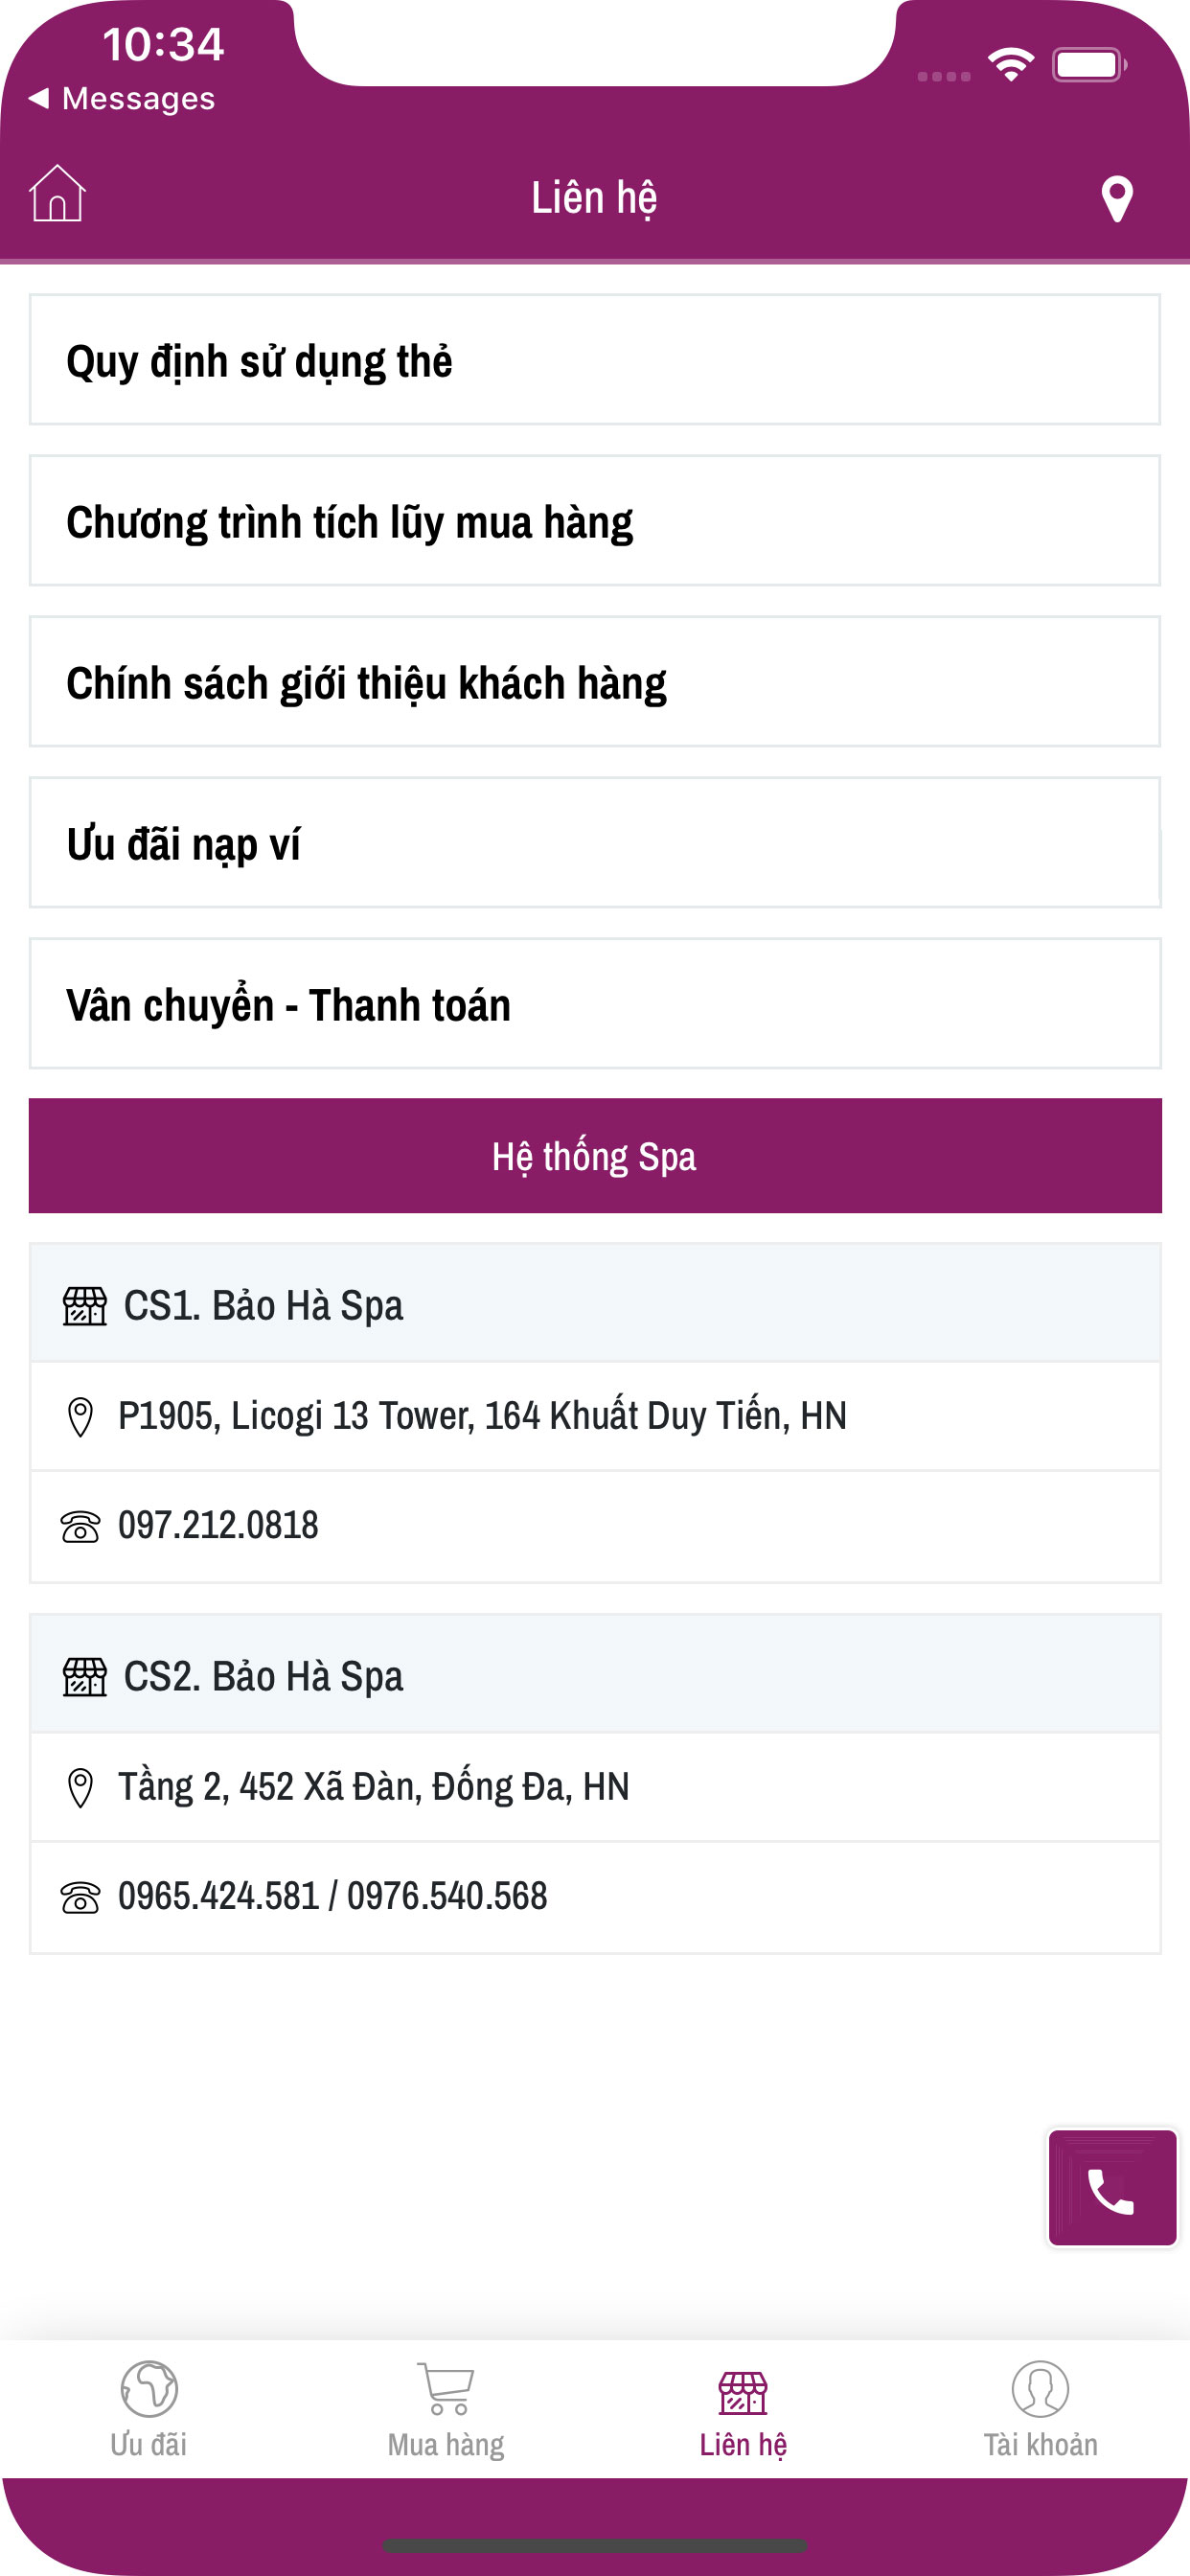 10:34
Messages
Liên hệ
Quy định sử dụng thẻ
Chương trình tích lũy mua hàng
Chính sách giới thiệu khách hàng
Ưu đãi nạp ví
Vân chuyển - Thanh toán
Hệ thống Spa
CS1. Bảo Hà Spa
P1905, Licogi 13 Tower, 164 Khuất Duy Tiến, HN
097.212.0818
CS2. Bảo Hà Spa
Tầng 2, 452 Xã Đàn, Đống Đa, HN
0965.424.581 / 0976.540.568
Ưu đãi
Mua hàng
Liên hệ
Tài khoản